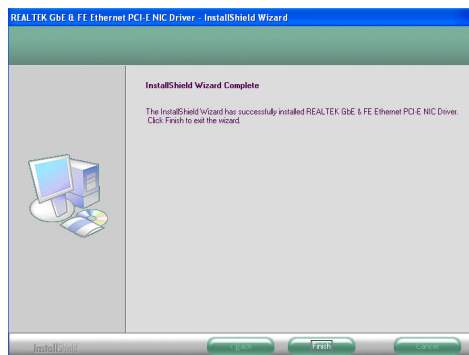 REALTEK GbE & FE Ethernet PCI-E NIC Driver - InstallShield Wizard
InstallShield Wizard Complete
The InstallShield Wizard has successfully installed REALTEK GbE & FE Ethernet PCI-E NIC Driver.
Click Finish to exit the wizard.
InstallShield
< Back
Finish
Cancel